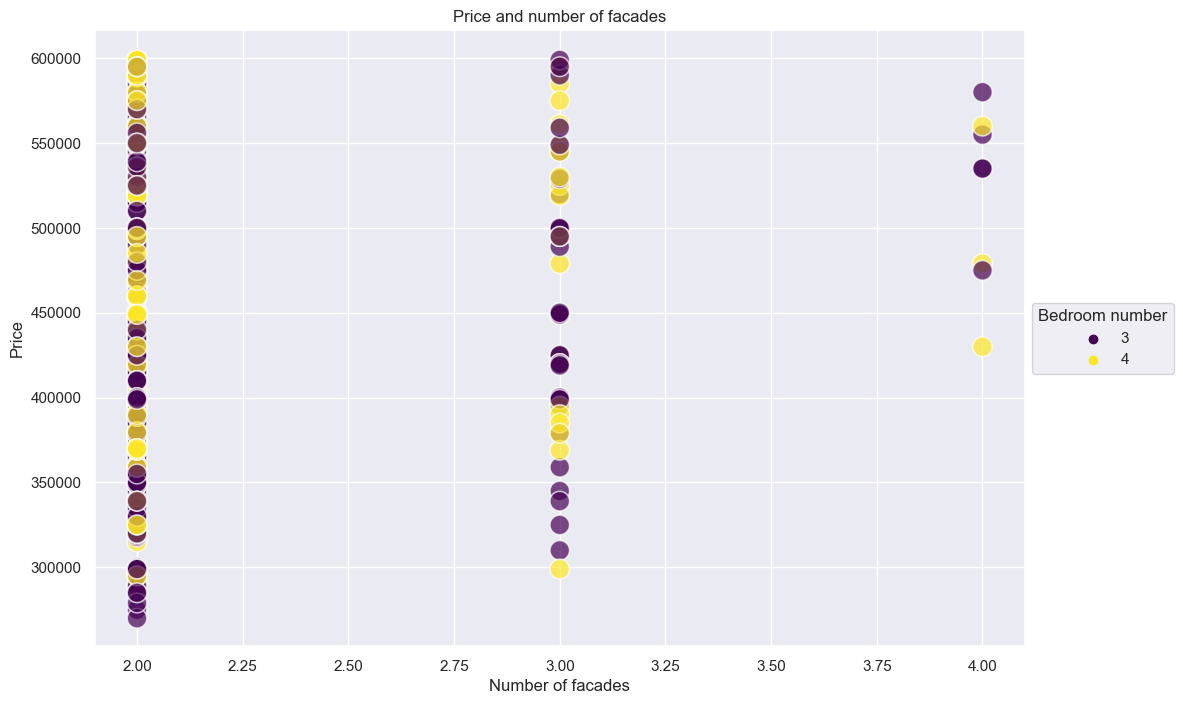 Price and number of facades
600000
550000
500000
450000
400000
350000
300000
Price
2.00 2.25 2.50 2.75 3.00 3.25 3.50 3.75 4.00
Number of facades
Bedroom number
3
4